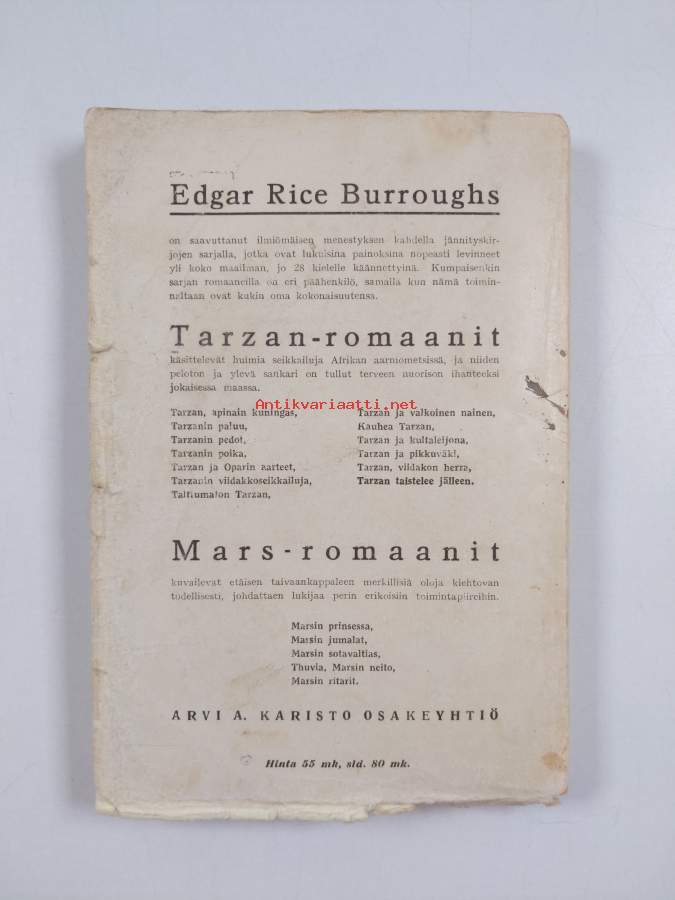 Edgar Rice Burroughs
on saavuttanut ilmiömäisen menestyksen kahdella jännityskir-
jojen sarjalla, jotka ovat lukuisina painoksina nopeasti levinneet
yli koko maailman, jo 28 kielelle käännettyinä. Kumpaisenkin
sarjan romaaneilla on eri päähenkilö, samalla kun nämä toimin-
naltaan ovat kukin oma kokonaisuutensa.
Tarzan-romaanit
käsittelevät huimia seikkailuja Afrikan aarniometsissä, ja niiden
peloton ja ylevä sankari on tullut terveen nuorison ihanteeksi
jokaisessa maassa.
Antikvariaatti.net
Tarzan, apinain kuningas,
Tarzanin paluu,
Tarzanin pedot,
Tarzanin poika,
Tarzan ja Oparin aarteet,
Tarzanin viidakkoseikkailuja,
Talttumaton Tarzan,
Tarzan ja valkoinen nainen,
Kauhea Tarzan,
Tarzan ja kultaleijona,
Tarzan ja pikkuväki,
Tarzan, viidakon herra,
Tarzan taistelee jälleen.
Mars-romaanit
kuvailevat etäisen taivaankappaleen merkillisiä oloja kiehtovan
todellisesti, johdattaen lukijaa perin erikoisiin toimintapiireihin.
Marsin prinsessa,
Marsin jumalat,
Marsin sotavaltias,
Thuvia, Marsin neito,
Marsin ritarit.
ARVI A. KARISTO OSAKEYHTIÖ
Hinta 55 mk, sid. 80 mk.